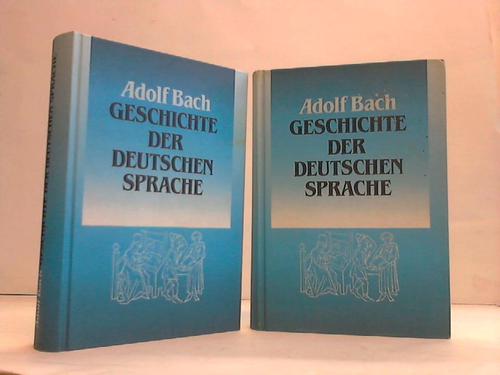 Adolf Bach
GESCHICHTE
DER
DEUTSCHEN
SPRACHE
Adolf Bach
GESCHICHTE
DER
DEUTSCHEN
SPRACHE